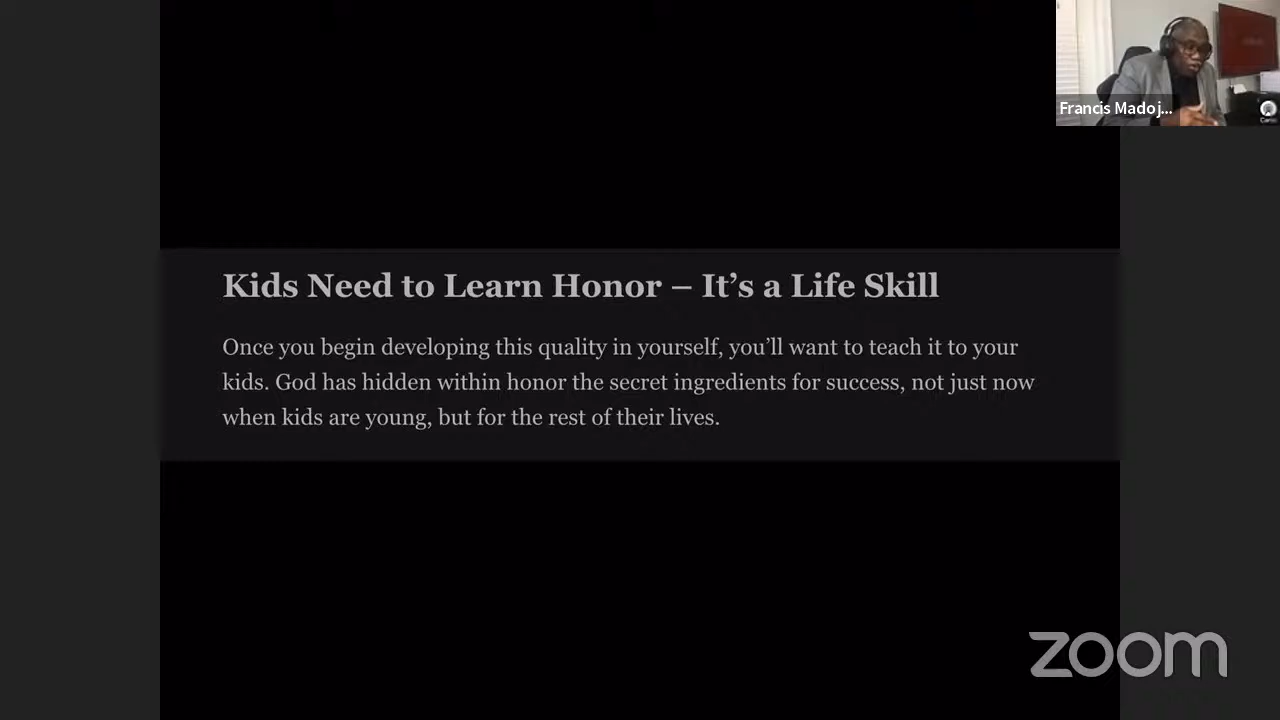 Francis Madoj...
Kids Need to Learn Honor – It’s a Life Skill
Once you begin developing this quality in yourself, you’ll want to teach it to your
kids. God has hidden within honor the secret ingredients for success, not just now
when kids are young, but for the rest of their lives.
zoom